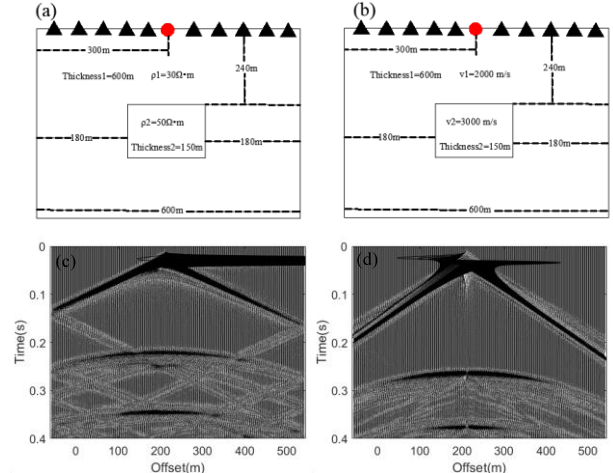 (a)
300m
240m
Thickness1=600m ρ1=30Ω•m
ρ2=50Ω•m
180m
Thickness2=150m
180m
600m
(b)
300m
240m
Thickness1=600m v1=2000 m/s
v2=3000 m/s
180m
Thickness2=150m
180m
600m
(c)
0
0.1
0.2
0.3
0.4
Time(s)
0 100 200 300 400 500
Offset(m)
(d)
0
0.1
0.2
0.3
0.4
Time(s)
0 100 200 300 400 500
Offset(m)